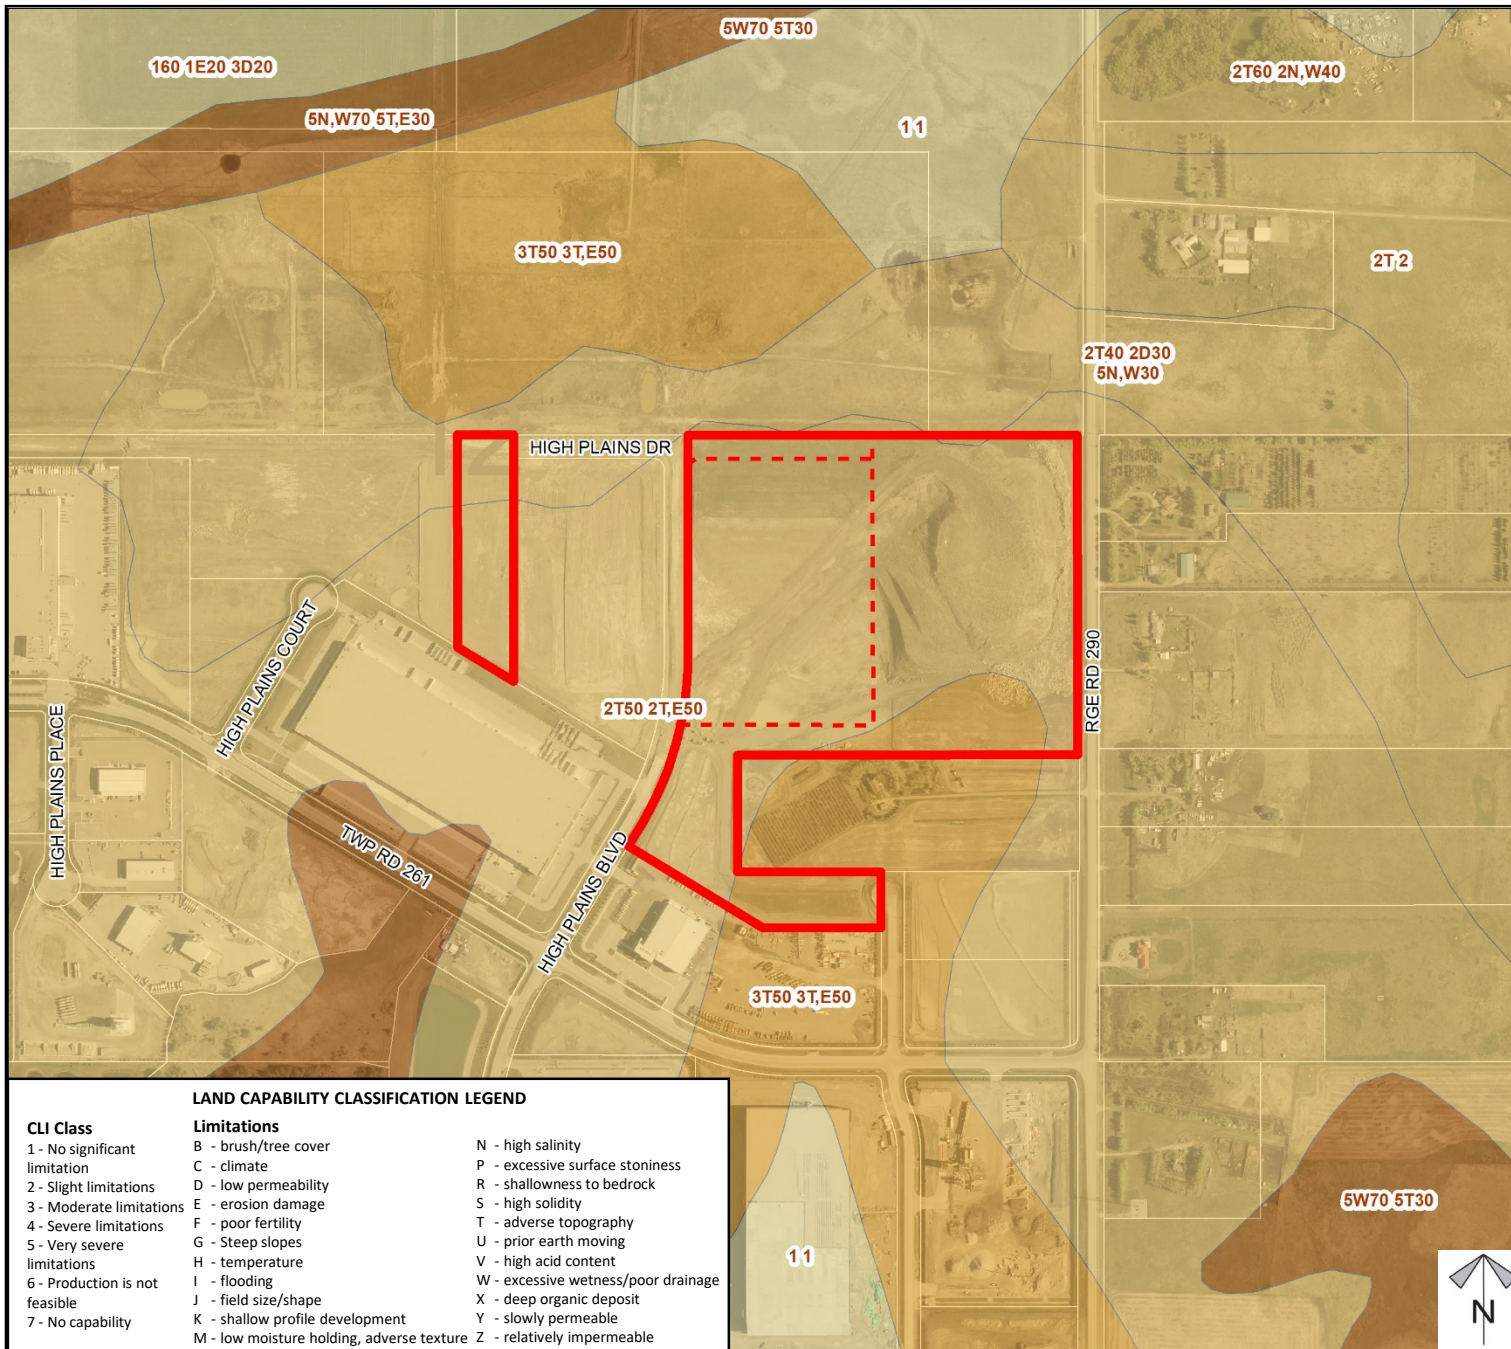 5W70 5T30
160 1E20 3D20
2T60 2N,W40
5N,W70 5T,E30
1 1
3T50 3T,E50
2T 2
2T40 2D30
5N,W30
HIGH PLAINS DR
HIGH PLAINS COURT
RGE RD 290
2T50 2T,E50
HIGH PLAINS PLACE
TWP RD 261
HIGH PLAINS BLVD
3T50 3T,E50
5W70 5T30
1 1
N
LAND CAPABILITY CLASSIFICATION LEGEND
CLI Class
1 - No significant
limitation
2 - Slight limitations
3 - Moderate limitations
4 - Severe limitations
5 - Very severe
limitations
6 - Production is not
feasible
7 - No capability
Limitations
B - brush/tree cover
C - climate
D - low permeability
E - erosion damage
F - poor fertility
G - Steep slopes
H - temperature
I - flooding
J - field size/shape
K - shallow profile development
M - low moisture holding, adverse texture
N - high salinity
P - excessive surface stoniness
R - shallowness to bedrock
S - high solidity
T - adverse topography
U - prior earth moving
V - high acid content
W - excessive wetness/poor drainage
X - deep organic deposit
Y - slowly permeable
Z - relatively impermeable